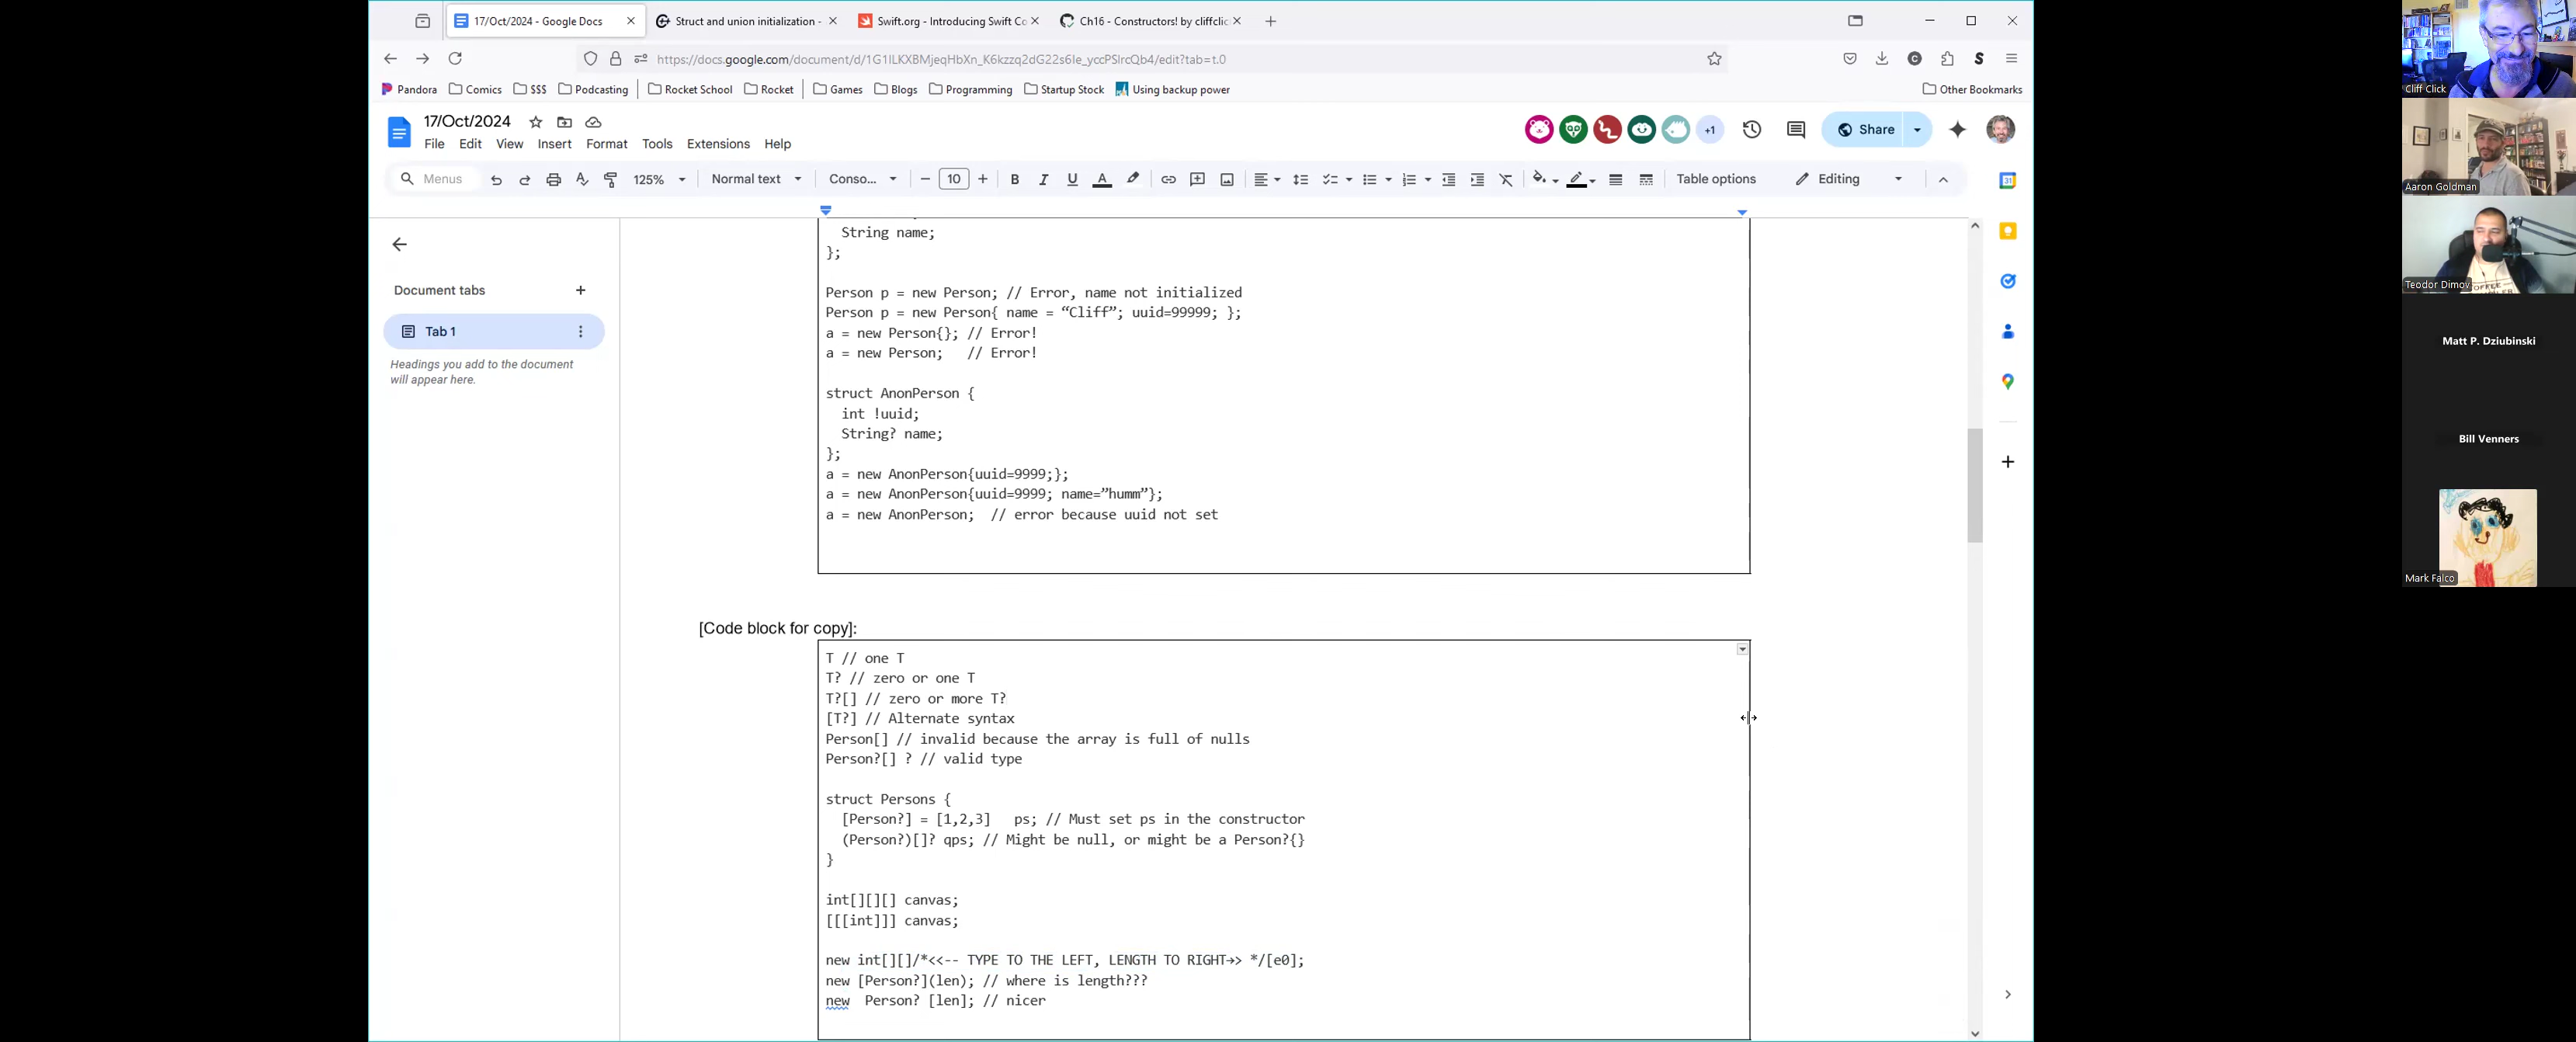 17/Oct/2024 - Google Docs
Struct and union initialization -
Swift.org - Introducing Swift Co
Ch16 - Constructors! by cliffclic
https://docs.google.com/document/d/1G1ILKXBMjeqHbXn_K6kzzq2dG22s6Ie_yccPSlrcQb4/edit?tab=t.0
Pandora Comics $$$ Podcasting Rocket School Rocket Games Blogs Programming Startup Stock Using backup power Other Bookmarks
17/Oct/2024
+1
Share
File Edit View Insert Format Tools Extensions Help
Menus 125% Normal text Conso... 10 Table options Editing
Document tabs
Tab 1
Headings you add to the document
will appear here.
String name;
};
Person p = new Person; // Error, name not initialized
Person p = new Person{ name = “Cliff”; uuid=99999; };
a = new Person{}; // Error!
a = new Person; // Error!
struct AnonPerson {
int !uuid;
String? name;
};
a = new AnonPerson{uuid=9999;};
a = new AnonPerson{uuid=9999; name=”humm”};
a = new AnonPerson; // error because uuid not set
[Code block for copy]:
T // one T
T? // zero or one T
T?[] // zero or more T?
[T?] // Alternate syntax
Person[] // invalid because the array is full of nulls
Person?[] ? // valid type
struct Persons {
[Person?] = [1,2,3] ps; // Must set ps in the constructor
(Person?)[]? qps; // Might be null, or might be a Person?{}
}
int[][][] canvas;
[[[int]]] canvas;
new int[][]/*<<-- TYPE TO THE LEFT, LENGTH TO RIGHT→> */[e0];
new [Person?](len); // where is length???
new Person? [len]; // nicer
31
Cliff Click
Aaron Goldman
Teodor Dimov
Matt P. Dziubinski
Bill Venners
Mark Falco